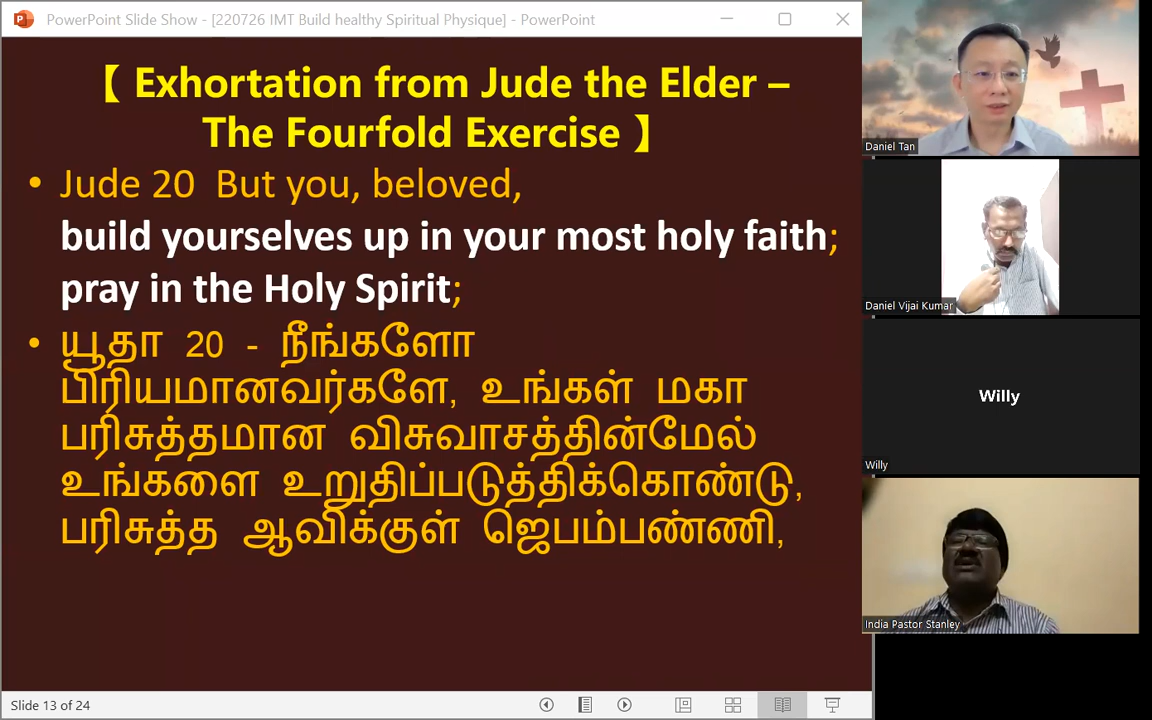 PowerPoint Slide Show - [220726 IMT Build healthy Spiritual Physique] - PowerPoint
【 Exhortation from Jude the Elder –
The Fourfold Exercise 】
• Jude 20 But you, beloved,
build yourselves up in your most holy faith;
pray in the Holy Spirit;
• யூதா 20 - நீங்களோ
பிரியமானவர்களே, உங்கள் மகா
பரிசுத்தமான விசுவாசத்தின்மேல்
உங்களை உறுதிப்படுத்திக்கொண்டு,
பரிசுத்த ஆவிக்குள் ஜெபம்பண்ணி,
Slide 13 of 24
Daniel Tan
Daniel Vijai Kumar
Willy
Willy
India Pastor Stanley